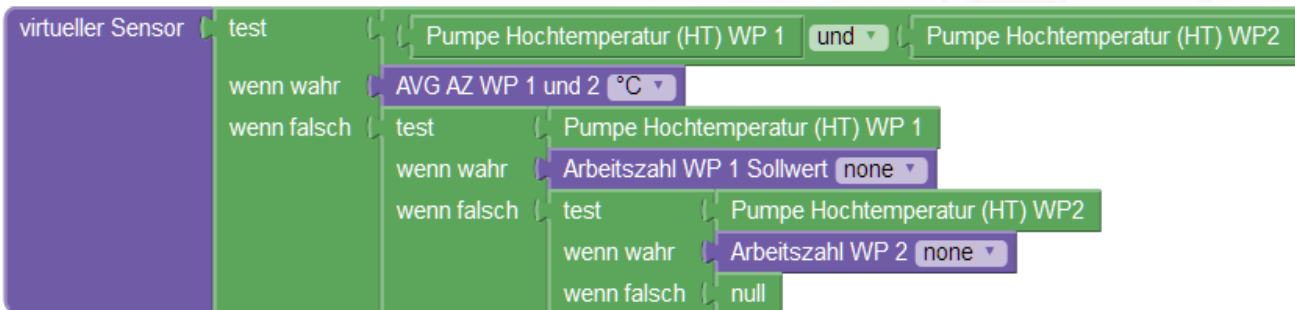 virtueller Sensor test Pumpe Hochtemperatur (HT) WP 1 und Pumpe Hochtemperatur (HT) WP2
wenn wahr AVG AZ WP 1 und 2 °C
wenn falsch test Pumpe Hochtemperatur (HT) WP 1
wenn wahr Arbeitszahl WP 1 Sollwert none
wenn falsch test Pumpe Hochtemperatur (HT) WP2
wenn wahr Arbeitszahl WP 2 none
wenn falsch null